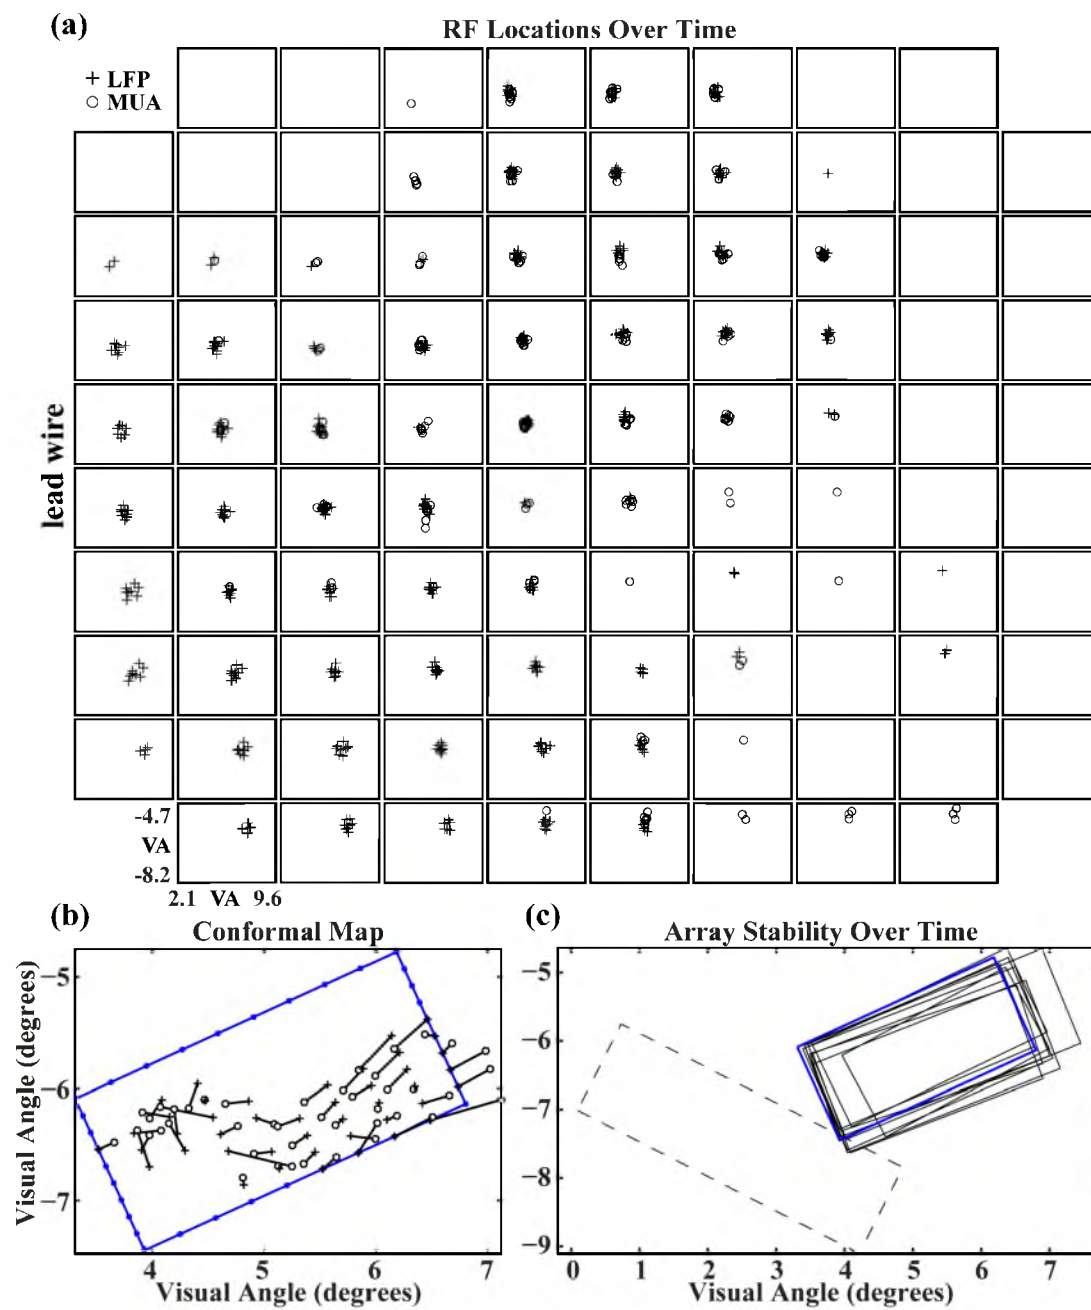 (a)
RF Locations Over Time
+ LFP
○ MUA
lead wire
-4.7
VA
-8.2
2.1 VA 9.6
(b)
Conformal Map
(c)
Array Stability Over Time
Visual Angle (degrees)
−5
−6
−7
4 5 6 7
Visual Angle (degrees)
Visual Angle (degrees)
−5
−6
−7
−8
−9
0 1 2 3 4 5 6 7
Visual Angle (degrees)